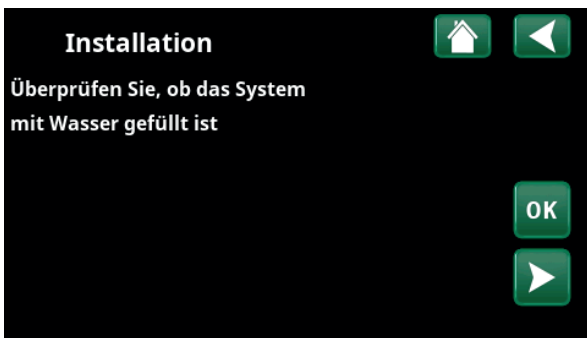 Installation
Überprüfen Sie, ob das System
mit Wasser gefüllt ist
OK